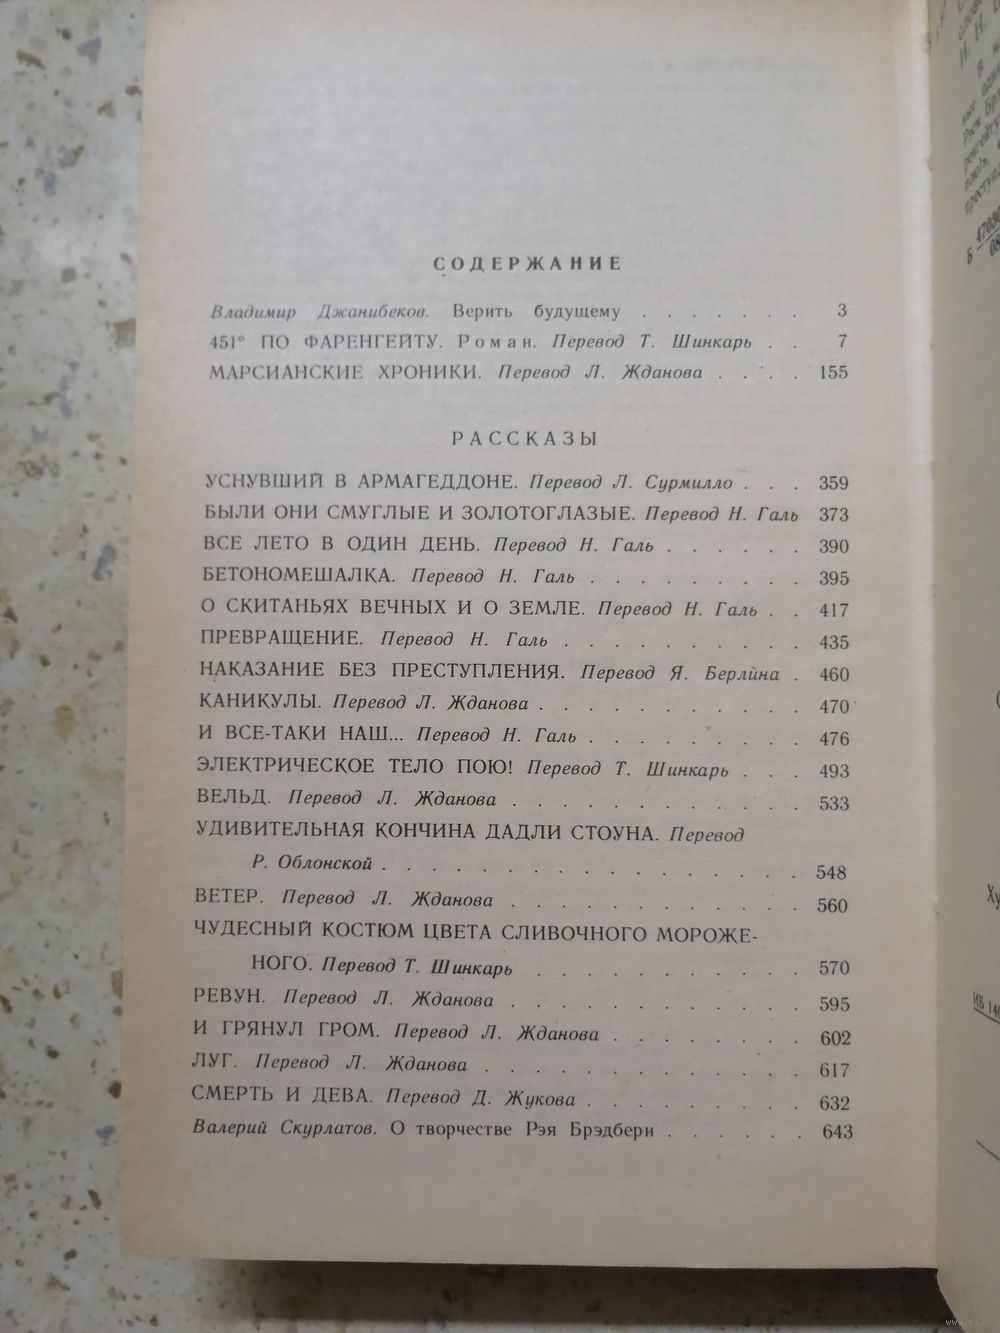 СОДЕРЖАНИЕ
Владимир Джанибеков. Верить будущему . . . . . . . 3
451° ПО ФАРЕНГЕЙТУ. Роман. Перевод Т. Шинкарь . . 7
МАРСИАНСКИЕ ХРОНИКИ. Перевод Л. Жданова . . . . 155
РАССКАЗЫ
УСНУВШИЙ В АРМАГЕДДОНЕ. Перевод Л. Сурмилло . . . 359
БЫЛИ ОНИ СМУГЛЫЕ И ЗОЛОТОГЛАЗЫЕ. Перевод Н. Галь 373
ВСЕ ЛЕТО В ОДИН ДЕНЬ. Перевод Н. Галь . . . . . . 390
БЕТОНОМЕШАЛКА. Перевод Н. Галь . . . . . . . . . 395
О СКИТАНЬЯХ ВЕЧНЫХ И О ЗЕМЛЕ. Перевод Н. Галь . . 417
ПРЕВРАЩЕНИЕ. Перевод Н. Галь . . . . . . . . . . 435
НАКАЗАНИЕ БЕЗ ПРЕСТУПЛЕНИЯ. Перевод Я. Берлина . 460
КАНИКУЛЫ. Перевод Л. Жданова . . . . . . . . . . . 470
И ВСЕ-ТАКИ НАШ... Перевод Н. Галь . . . . . . . . . 476
ЭЛЕКТРИЧЕСКОЕ ТЕЛО ПОЮ! Перевод Т. Шинкарь . . . 493
ВЕЛЬД. Перевод Л. Жданова . . . . . . . . . . . . 533
УДИВИТЕЛЬНАЯ КОНЧИНА ДАДЛИ СТОУНА. Перевод
Р. Облонской . . . . . . . . . . . . . . . . . 548
ВЕТЕР. Перевод Л. Жданова . . . . . . . . . . . . 560
ЧУДЕСНЫЙ КОСТЮМ ЦВЕТА СЛИВОЧНОГО МОРОЖЕ-
НОГО. Перевод Т. Шинкарь . . . . . . . . . . . 570
РЕВУН. Перевод Л. Жданова . . . . . . . . . . . . 595
И ГРЯНУЛ ГРОМ. Перевод Л. Жданова . . . . . . . . 602
ЛУГ. Перевод Л. Жданова . . . . . . . . . . . . . 617
СМЕРТЬ И ДЕВА. Перевод Д. Жукова . . . . . . . . . 632
Валерий Скурлатов. О творчестве Рэя Брэдбери . . . . . . 643
И. Н.
В
Б
Ху
ИБ